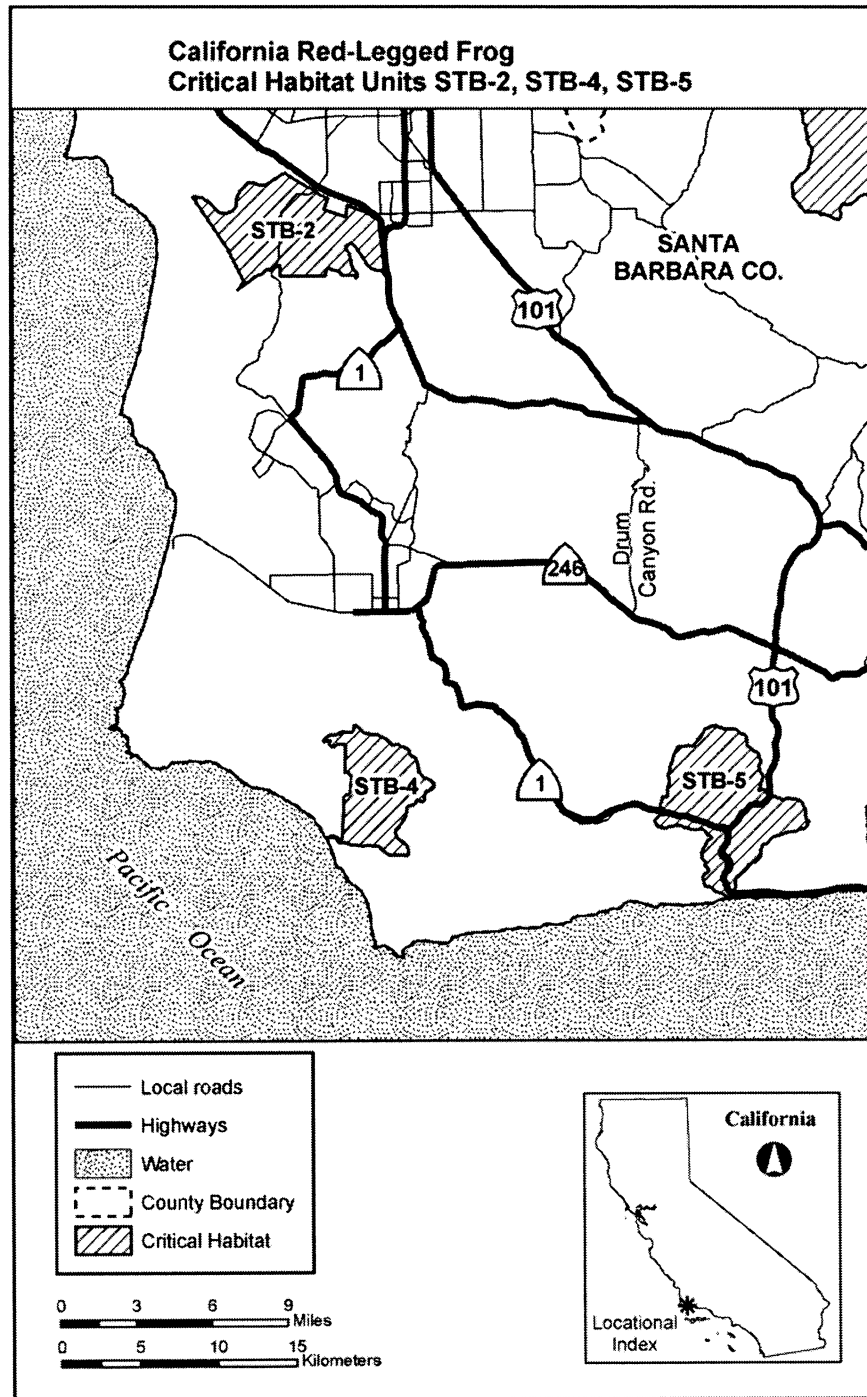 California Red-Legged Frog
Critical Habitat Units STB-2, STB-4, STB-5
STB-2
SANTA
BARBARA CO.
101
1
Drum
Canyon Rd.
246
101
STB-4
1
STB-5
Pacific
Ocean
Local roads
Highways
Water
County Boundary
Critical Habitat
0 3 6 9
Miles
0 5 10 15
Kilometers
California
Locational
Index